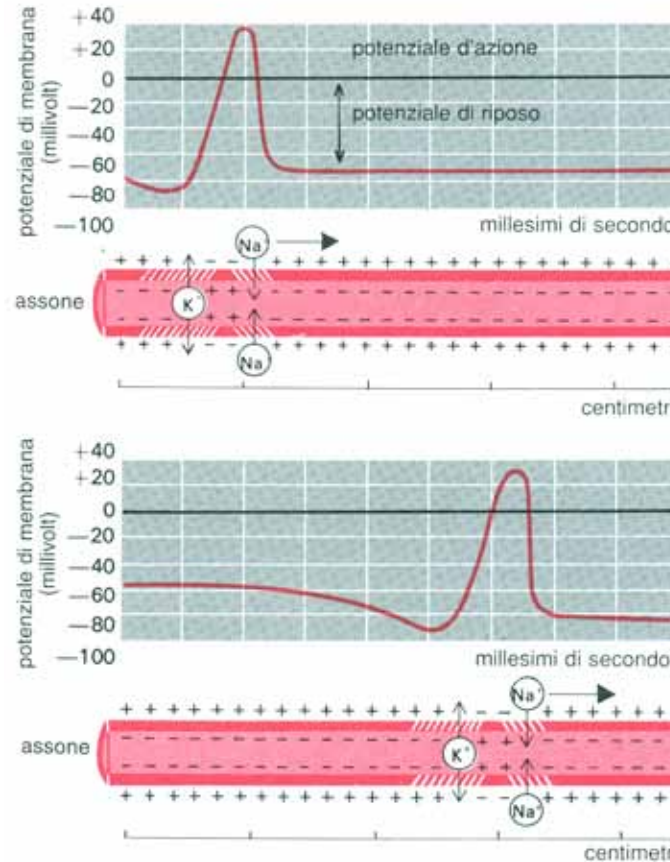 +40
+20
0
—20
—40
—60
—80
—100
potenziale di membrana
(millivolt)
potenziale d'azione
potenziale di riposo
millesimi di secondo
Na⁺
+ + + + + + + – – + + + – – + + + + + + + + + + + + + + + + + +
assone
K⁺
Na⁺
centimetr
+40
+20
0
—20
—40
—60
—80
—100
potenziale di membrana
(millivolt)
millesimi di secondo
Na⁺
assone
K⁺
Na⁺
centimetr